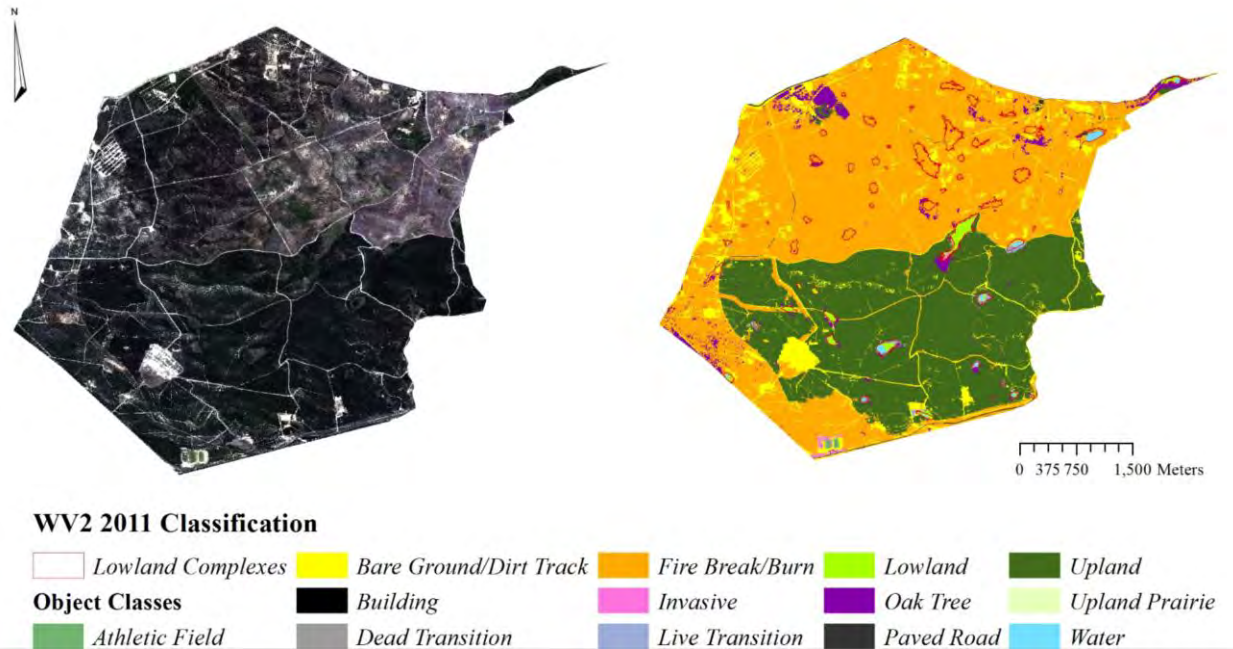 N
0 375 750 1,500 Meters
WV2 2011 Classification
Lowland Complexes Bare Ground/Dirt Track Fire Break/Burn Lowland Upland
Object Classes Building Invasive Oak Tree Upland Prairie
Athletic Field Dead Transition Live Transition Paved Road Water